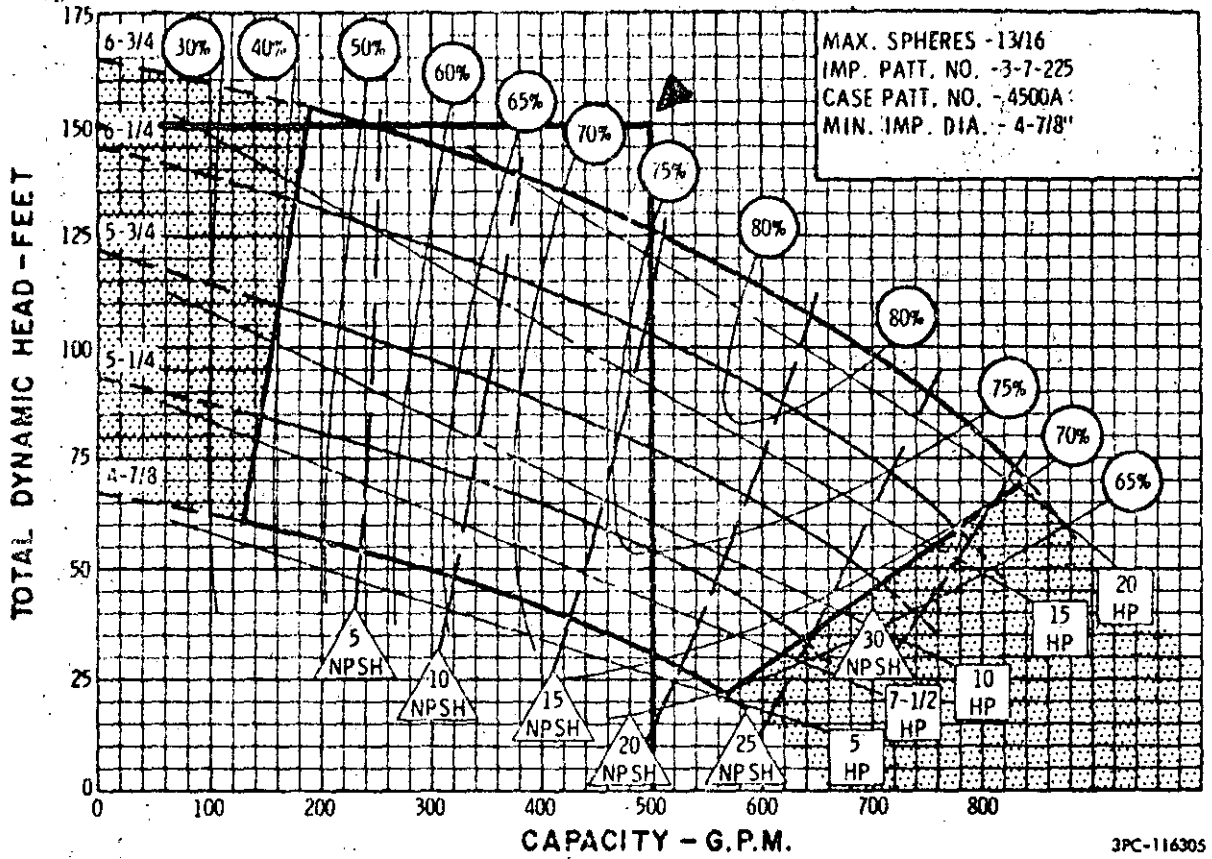 TOTAL DYNAMIC HEAD-FEET
175
150
125
100
75
50
25
0
6-3/4
6-1/4
5-3/4
5-1/4
4-7/8
30%
40%
50%
60%
65%
70%
75%
80%
80%
75%
70%
65%
MAX. SPHERES -13/16
IMP. PATT. NO. -3-7-225
CASE PATT. NO. - 4500A
MIN. IMP. DIA. - 4-7/8"
5
NPSH
10
NPSH
15
NPSH
20
NPSH
25
NPSH
30
NPSH
5
HP
7-1/2
HP
10
HP
15
HP
20
HP
0
100
200
300
400
500
600
700
800
CAPACITY - G.P.M.
3PC-116305